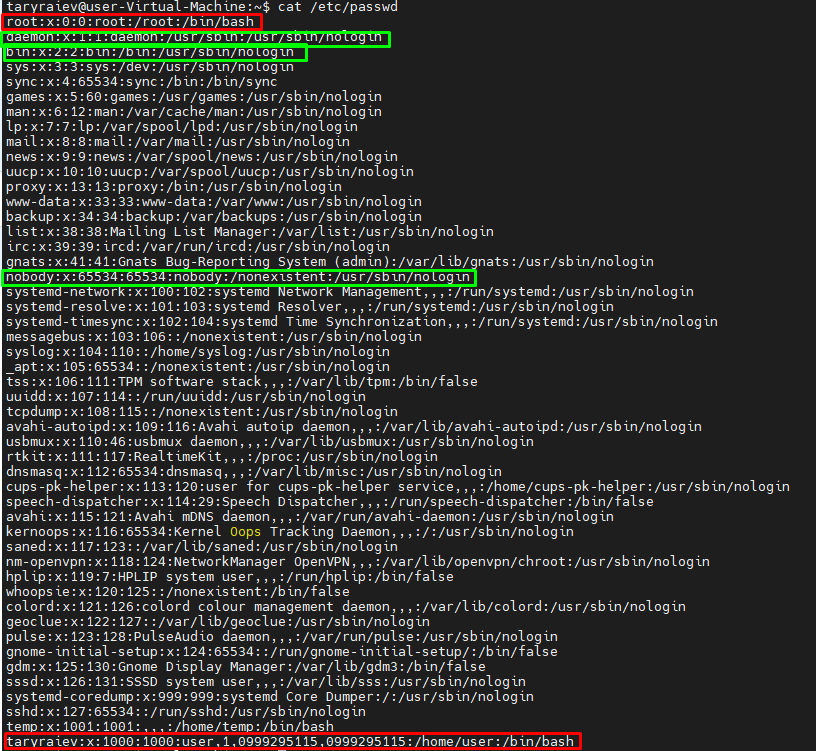 taryraiev@user-Virtual-Machine:~$ cat /etc/passwd
root:x:0:0:root:/root:/bin/bash
daemon:x:1:1:daemon:/usr/sbin:/usr/sbin/nologin
bin:x:2:2:bin:/bin:/usr/sbin/nologin
sys:x:3:3:sys:/dev:/usr/sbin/nologin
sync:x:4:65534:sync:/bin:/bin/sync
games:x:5:60:games:/usr/games:/usr/sbin/nologin
man:x:6:12:man:/var/cache/man:/usr/sbin/nologin
lp:x:7:7:lp:/var/spool/lpd:/usr/sbin/nologin
mail:x:8:8:mail:/var/mail:/usr/sbin/nologin
news:x:9:9:news:/var/spool/news:/usr/sbin/nologin
uucp:x:10:10:uucp:/var/spool/uucp:/usr/sbin/nologin
proxy:x:13:13:proxy:/bin:/usr/sbin/nologin
www-data:x:33:33:www-data:/var/www:/usr/sbin/nologin
backup:x:34:34:backup:/var/backups:/usr/sbin/nologin
list:x:38:38:Mailing List Manager:/var/list:/usr/sbin/nologin
irc:x:39:39:ircd:/var/run/ircd:/usr/sbin/nologin
gnats:x:41:41:Gnats Bug-Reporting System (admin):/var/lib/gnats:/usr/sbin/nologin
nobody:x:65534:65534:nobody:/nonexistent:/usr/sbin/nologin
systemd-network:x:100:102:systemd Network Management,,,:/run/systemd:/usr/sbin/nologin
systemd-resolve:x:101:103:systemd Resolver,,,:/run/systemd:/usr/sbin/nologin
systemd-timesync:x:102:104:systemd Time Synchronization,,,:/run/systemd:/usr/sbin/nologin
messagebus:x:103:106::/nonexistent:/usr/sbin/nologin
syslog:x:104:110::/home/syslog:/usr/sbin/nologin
_apt:x:105:65534::/nonexistent:/usr/sbin/nologin
tss:x:106:111:TPM software stack,,,:/var/lib/tpm:/bin/false
uuidd:x:107:114::/run/uuidd:/usr/sbin/nologin
tcpdump:x:108:115::/nonexistent:/usr/sbin/nologin
avahi-autoipd:x:109:116:Avahi autoip daemon,,,:/var/lib/avahi-autoipd:/usr/sbin/nologin
usbmux:x:110:46:usbmux daemon,,,:/var/lib/usbmux:/usr/sbin/nologin
rtkit:x:111:117:RealtimeKit,,,:/proc:/usr/sbin/nologin
dnsmasq:x:112:65534:dnsmasq,,,:/var/lib/misc:/usr/sbin/nologin
cups-pk-helper:x:113:120:user for cups-pk-helper service,,,:/home/cups-pk-helper:/usr/sbin/nologin
speech-dispatcher:x:114:29:Speech Dispatcher,,,:/run/speech-dispatcher:/bin/false
avahi:x:115:121:Avahi mDNS daemon,,,:/var/run/avahi-daemon:/usr/sbin/nologin
kernoops:x:116:65534:Kernel Oops Tracking Daemon,,,:/:/usr/sbin/nologin
saned:x:117:123::/var/lib/saned:/usr/sbin/nologin
nm-openvpn:x:118:124:NetworkManager OpenVPN,,,:/var/lib/openvpn/chroot:/usr/sbin/nologin
hplip:x:119:7:HPLIP system user,,,:/run/hplip:/bin/false
whoopsie:x:120:125::/nonexistent:/bin/false
colord:x:121:126:colord colour management daemon,,,:/var/lib/colord:/usr/sbin/nologin
geoclue:x:122:127::/var/lib/geoclue:/usr/sbin/nologin
pulse:x:123:128:PulseAudio daemon,,,:/var/run/pulse:/usr/sbin/nologin
gnome-initial-setup:x:124:65534::/run/gnome-initial-setup/:/bin/false
gdm:x:125:130:Gnome Display Manager:/var/lib/gdm3:/bin/false
sssd:x:126:131:SSSD system user,,,:/var/lib/sss:/usr/sbin/nologin
systemd-coredump:x:999:999:systemd Core Dumper:/:/usr/sbin/nologin
sshd:x:127:65534::/run/sshd:/usr/sbin/nologin
temp:x:1001:1001:,,,:/home/temp:/bin/bash
taryraiev:x:1000:1000:user,1,0999295115,0999295115:/home/user:/bin/bash